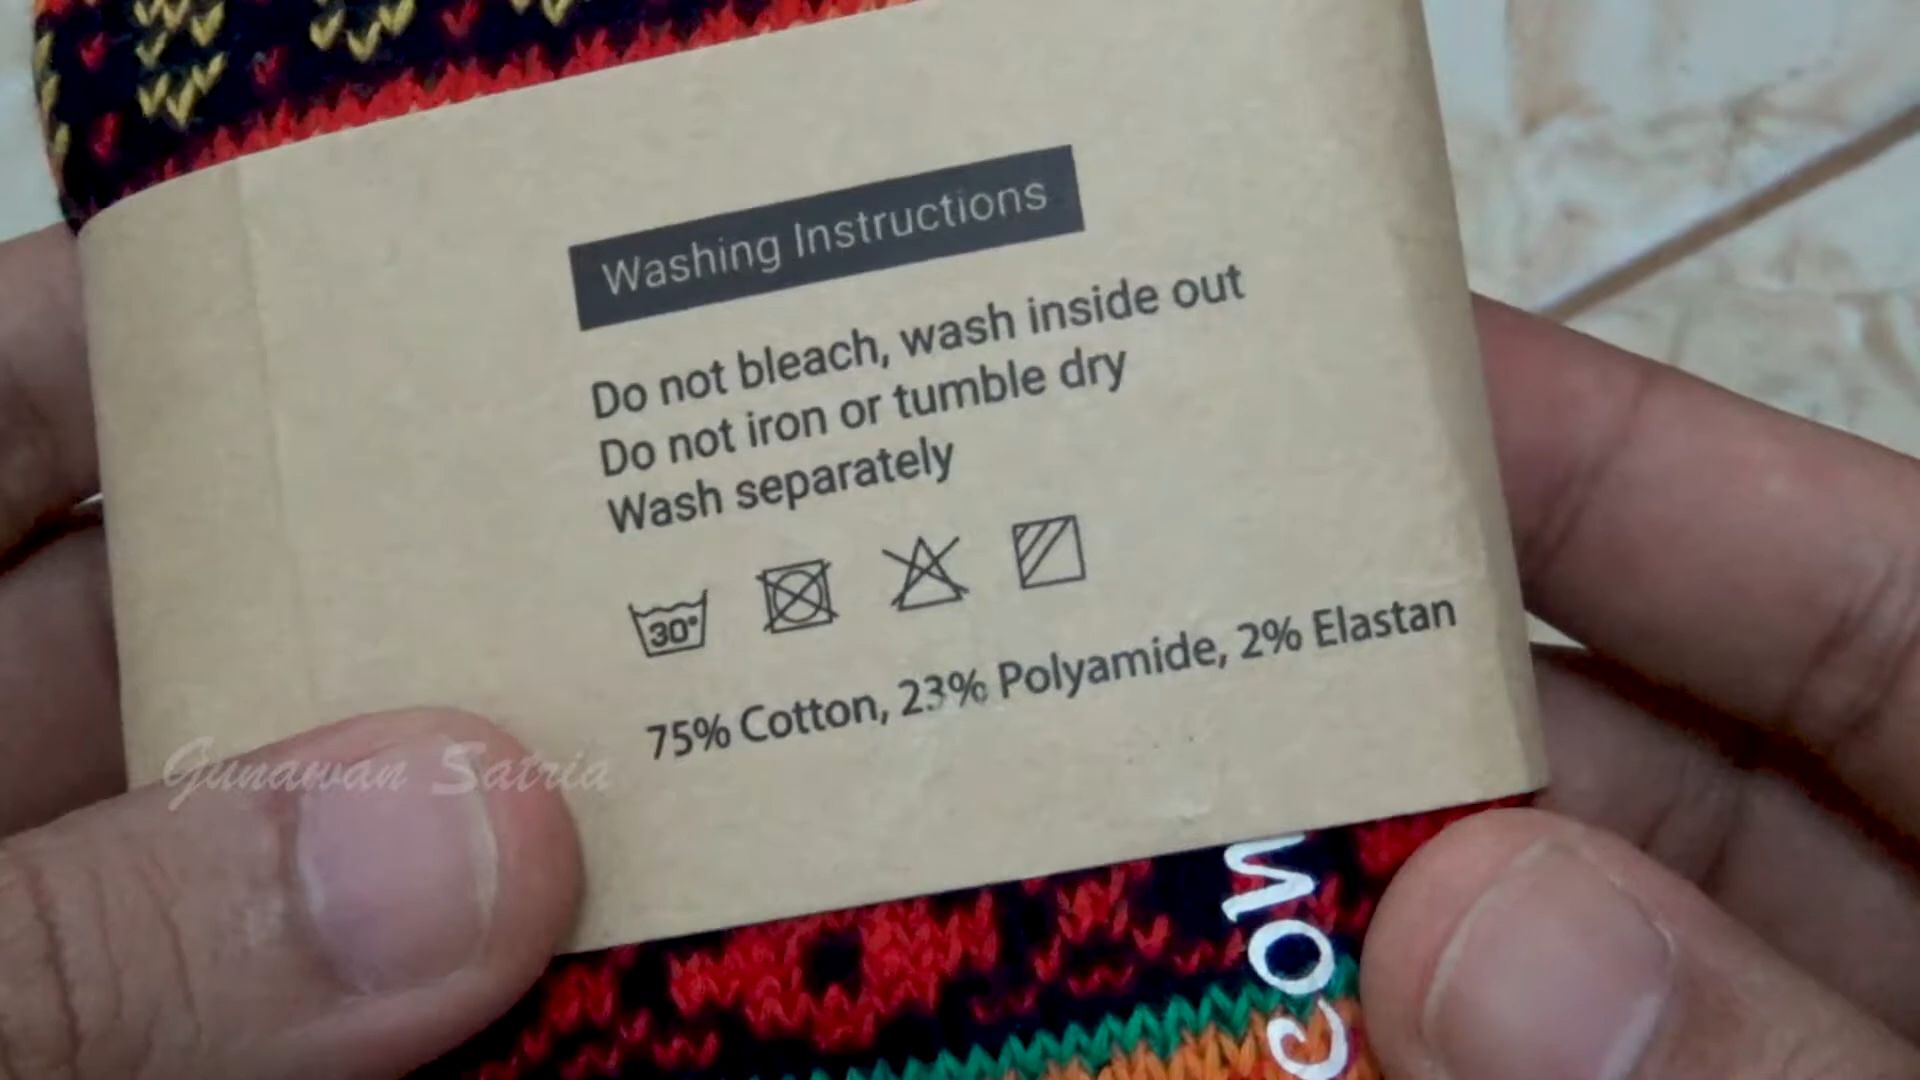 Washing Instructions
Do not bleach, wash inside out
Do not iron or tumble dry
Wash separately
30°
75% Cotton, 23% Polyamide, 2% Elastan
Gunawan Satria
con